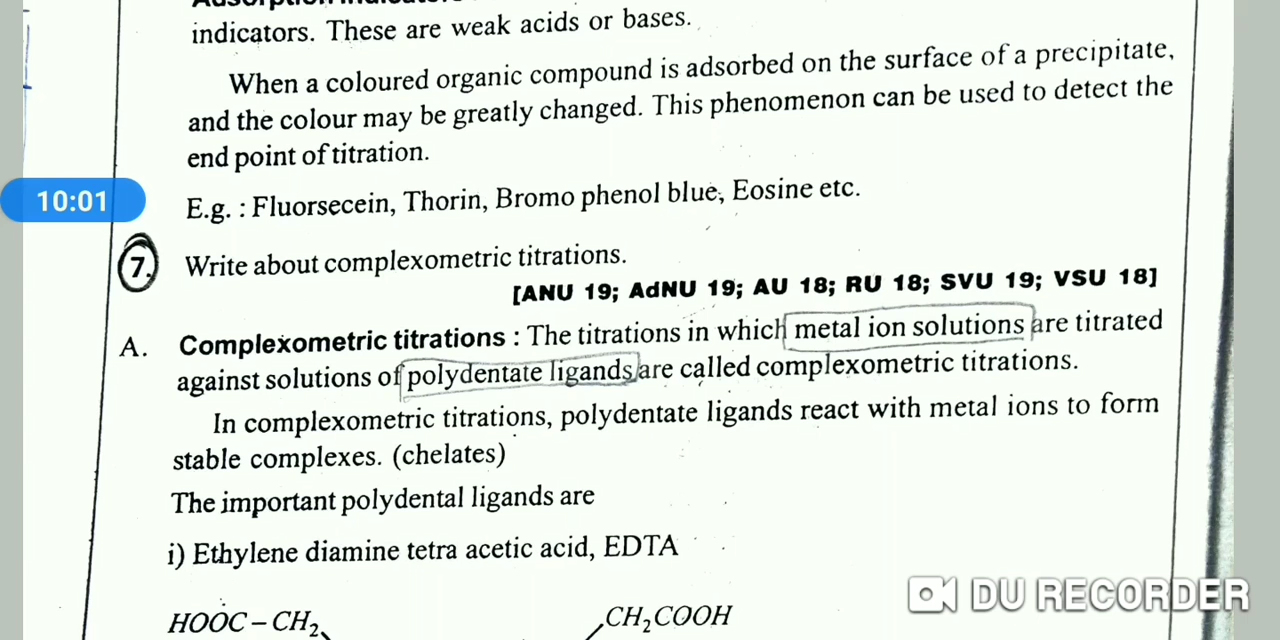 indicators. These are weak acids or bases.
When a coloured organic compound is adsorbed on the surface of a precipitate,
and the colour may be greatly changed. This phenomenon can be used to detect the
end point of titration.
10:01
E.g. : Fluorsecein, Thorin, Bromo phenol blue, Eosine etc.
7. Write about complexometric titrations.
[ANU 19; AdNU 19; AU 18; RU 18; SVU 19; VSU 18]
A. Complexometric titrations : The titrations in which metal ion solutions are titrated
against solutions of polydentate ligands are called complexometric titrations.
In complexometric titrations, polydentate ligands react with metal ions to form
stable complexes. (chelates)
The important polydental ligands are
i) Ethylene diamine tetra acetic acid, EDTA
HOOC – CH₂ CH₂COOH
DU RECORDER